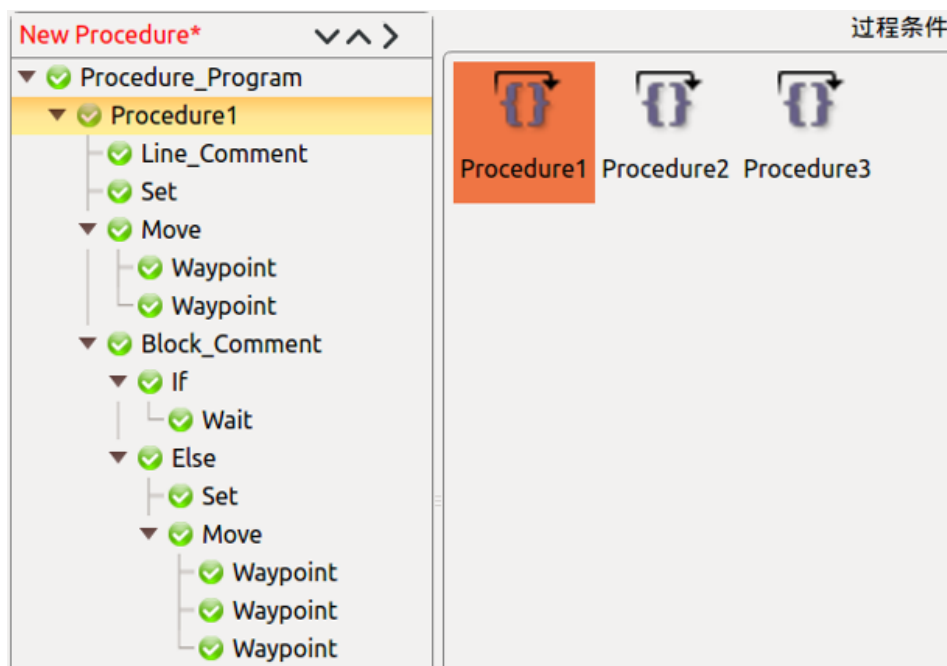 New Procedure*
Procedure_Program
Procedure1
Line_Comment
Set
Move
Waypoint
Waypoint
Block_Comment
If
Wait
Else
Set
Move
Waypoint
Waypoint
Waypoint
过程条件
Procedure1 Procedure2 Procedure3